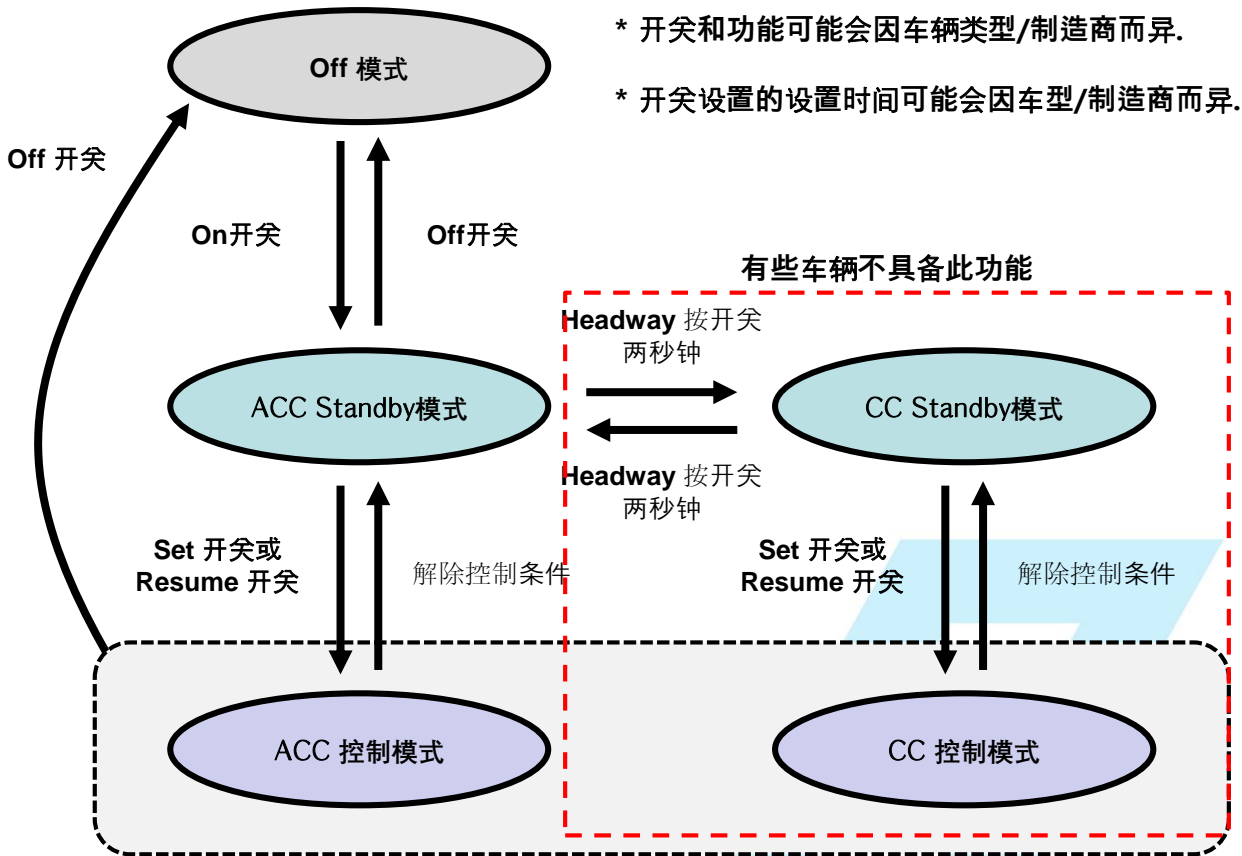 Off 模式
* 开关和功能可能会因车辆类型/制造商而异.
* 开关设置的设置时间可能会因车型/制造商而异.
Off 开关
On开关
Off开关
有些车辆不具备此功能
Headway 按开关
两秒钟
ACC Standby模式
CC Standby模式
Headway 按开关
两秒钟
Set 开关或
Resume 开关
解除控制条件
Set 开关或
Resume 开关
解除控制条件
ACC 控制模式
CC 控制模式